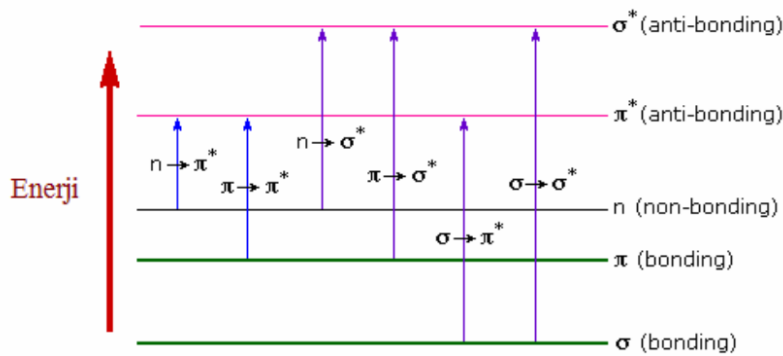 σ* (anti-bonding)
π* (anti-bonding)
n→σ*
n→π*
π→σ*
π→π*
σ→σ*
Enerji
n (non-bonding)
σ→π*
π (bonding)
σ (bonding)